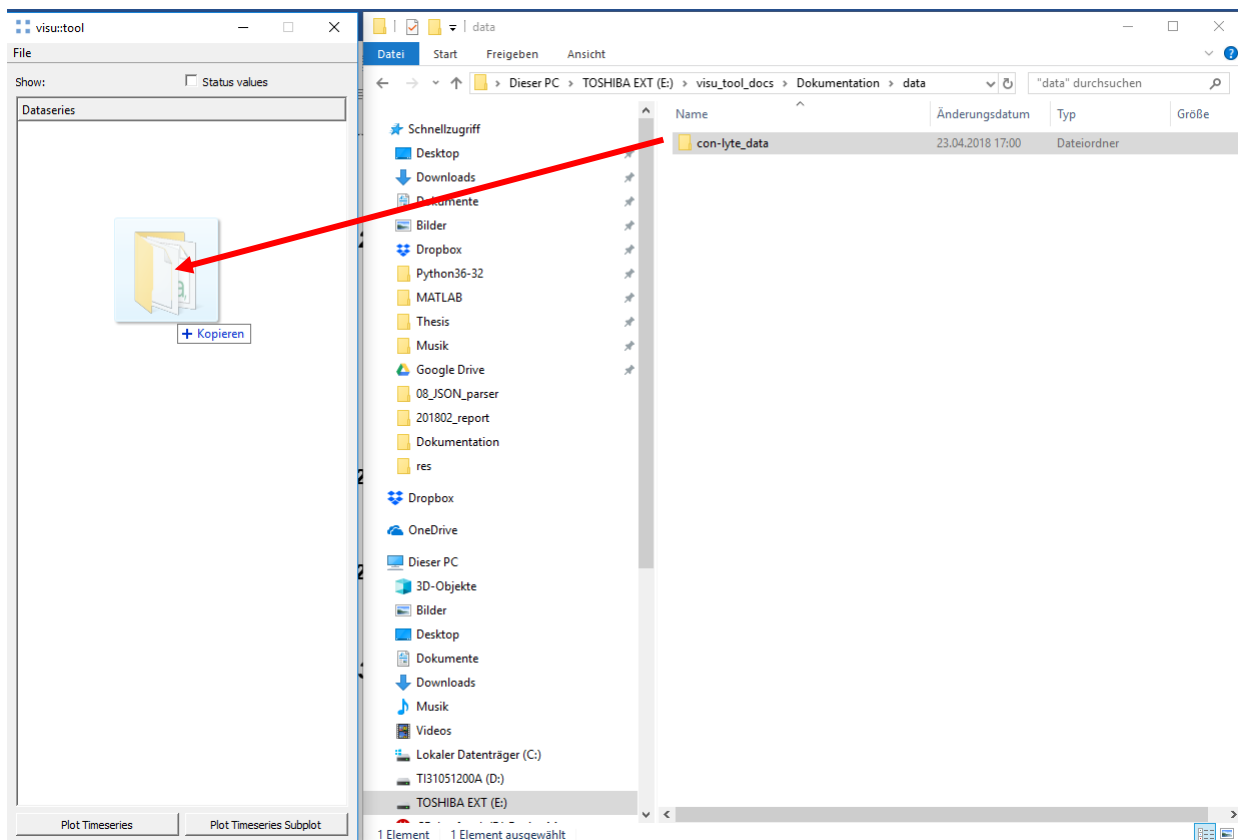 visu::tool
File
Show:
Status values
Dataseries
+ Kopieren
Plot Timeseries
Plot Timeseries Subplot
data
Datei Start Freigeben Ansicht
Dieser PC > TOSHIBA EXT (E:) > visu_tool_docs > Dokumentation > data
"data" durchsuchen
Schnellzugriff
Desktop
Downloads
Dokumente
Bilder
Dropbox
Python36-32
MATLAB
Thesis
Musik
Google Drive
08_JSON_parser
201802_report
Dokumentation
res
Dropbox
OneDrive
Dieser PC
3D-Objekte
Bilder
Desktop
Dokumente
Downloads
Musik
Videos
Lokaler Datenträger (C:)
TI31051200A (D:)
TOSHIBA EXT (E:)
Name Änderungsdatum Typ Größe
con-lyte_data 23.04.2018 17:00 Dateiordner
1 Element 1 Element ausgewählt